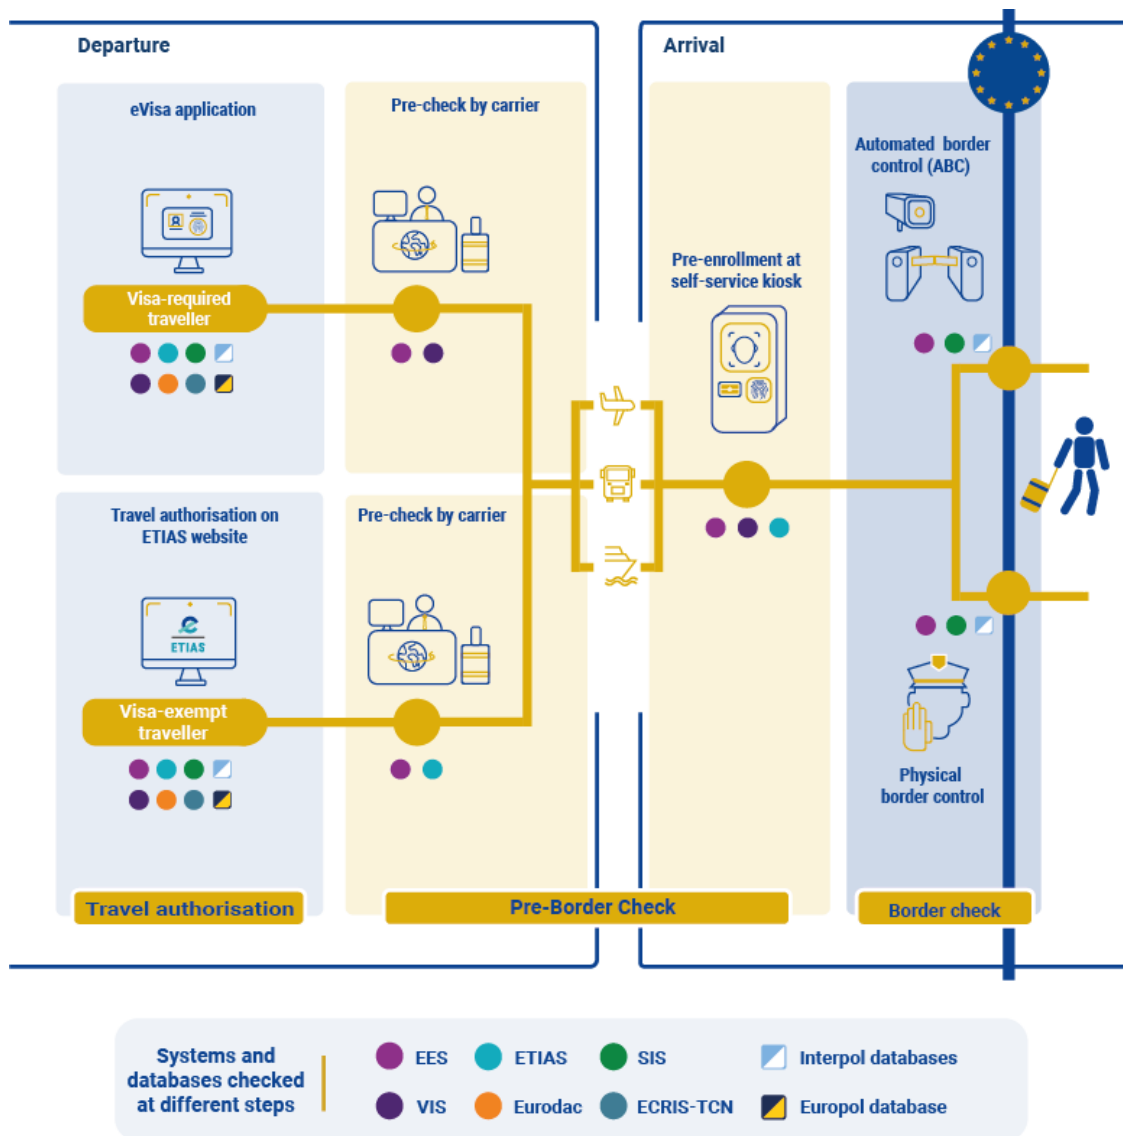 Departure
Arrival
eVisa application
Pre-check by carrier
Automated border
control (ABC)
Pre-enrollment at
self-service kiosk
Visa-required
traveller
Travel authorisation on
ETIAS website
Pre-check by carrier
ETIAS
Visa-exempt
traveller
Physical
border control
Travel authorisation
Pre-Border Check
Border check
Systems and
databases checked
at different steps
EES
ETIAS
SIS
Interpol databases
VIS
Eurodac
ECRIS-TCN
Europol database